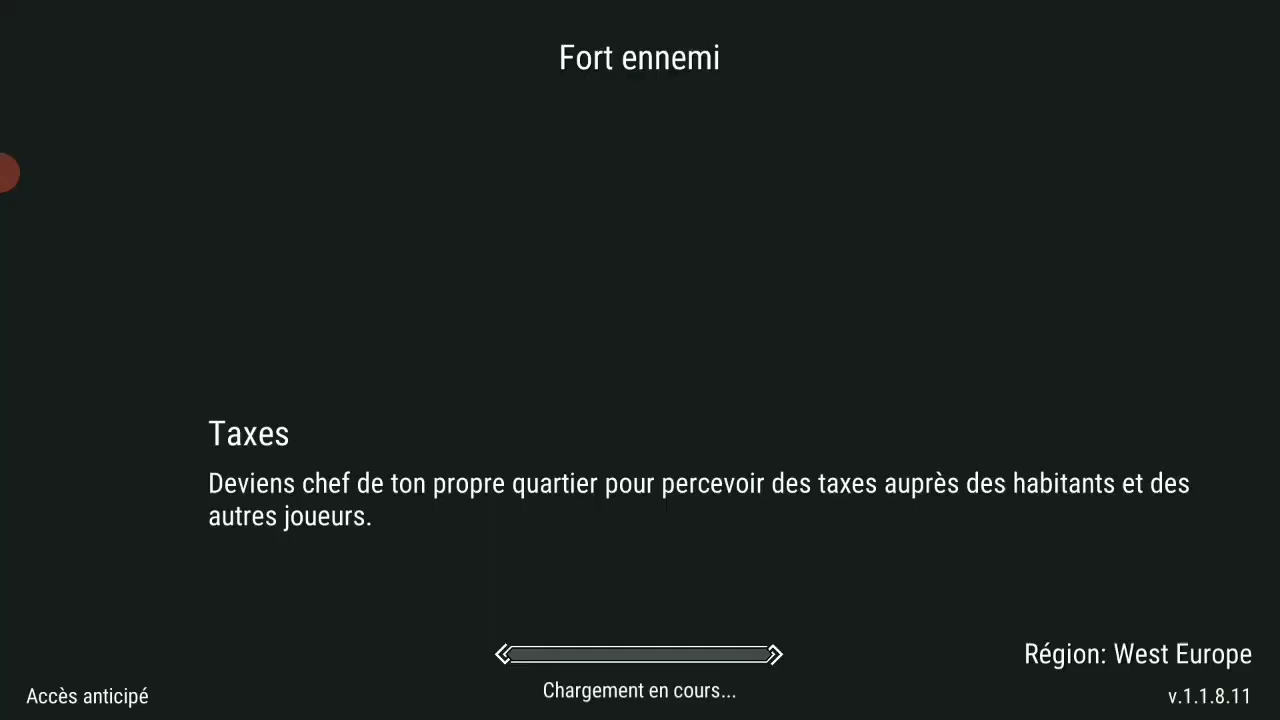 Fort ennemi
Taxes
Deviens chef de ton propre quartier pour percevoir des taxes auprès des habitants et des
autres joueurs.
Région: West Europe
Chargement en cours...
Accès anticipé
v.1.1.8.11